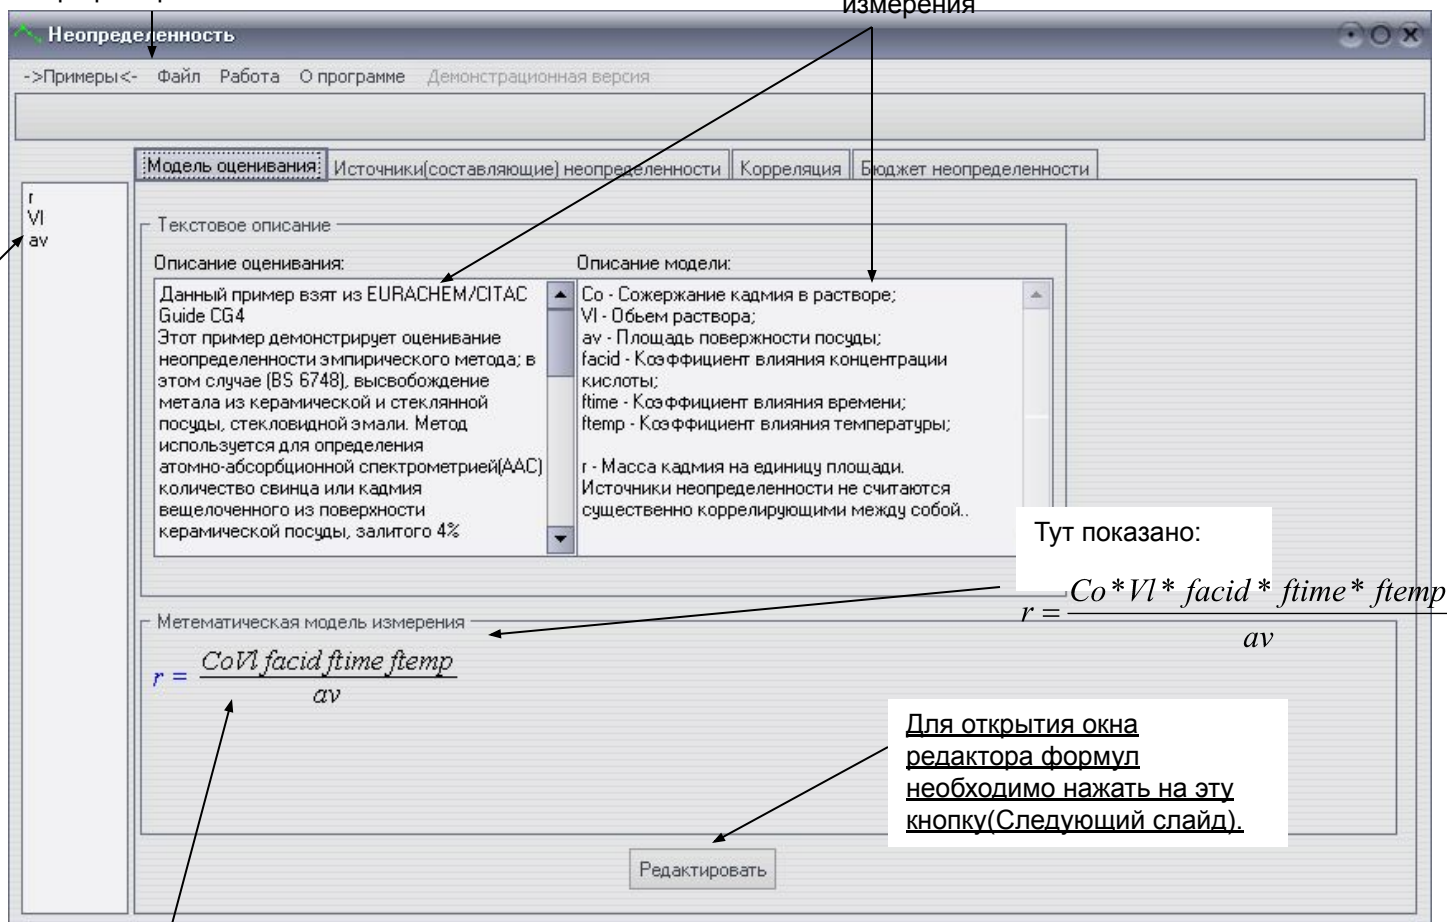 измерения
Неопределенность
->Примеры<- Файл Работа О программе Демонстрационная версия
Модель оценивания Источники(составляющие) неопределенности Корреляция Бюджет неопределенности
r
Vl
av
Текстовое описание
Описание оценивания:
Данный пример взят из EURACHEM/CITAC
Guide CG4
Этот пример демонстрирует оценивание
неопределенности эмпирического метода; в
этом случае (BS 6748), высвобождение
метала из керамической и стеклянной
посуды, стекловидной эмали. Метод
используется для определения
атомно-абсорбционной спектрометрией(ААС)
количество свинца или кадмия
вещелоченного из поверхности
керамической посуды, залитого 4%
Описание модели:
Co - Сожержание кадмия в растворе;
Vl - Обьем раствора;
av - Площадь повержности посуды;
facid - Коэффициент влияния концентрации
кислоты;
ftime - Коэффициент влияния времени;
ftemp - Коэффициент влияния температуры;
r - Масса кадмия на единицу площади.
Источники неопределенности не считаются
существенно коррелирующими между собой..
Тут показано:
r = Co * Vl * facid * ftime * ftemp
av
Метематическая модель измерения
r = CoVl facid ftime ftemp
av
Для открытия окна
редактора формул
необходимо нажать на эту
кнопку(Следующий слайд).
Редактировать